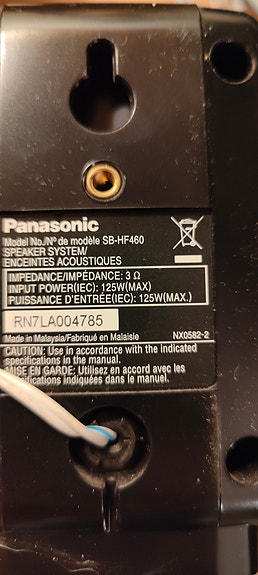 Panasonic
Model No./Nº de modèle SB-HF460
SPEAKER SYSTEM/
ENCEINTES ACOUSTIQUES
IMPEDANCE/IMPÉDANCE: 3 Ω
INPUT POWER(IEC): 125W(MAX.)
PUISSANCE D'ENTRÉE(IEC): 125W(MAX.)
RN7LA004785
Made in Malaysia/Fabriqué en Malaisie NX0582-2
CAUTION: Use in accordance with the indicated
specifications in the manual.
MISE EN GARDE: Utilisez en accord avec les
spécifications indiquées dans le manuel.